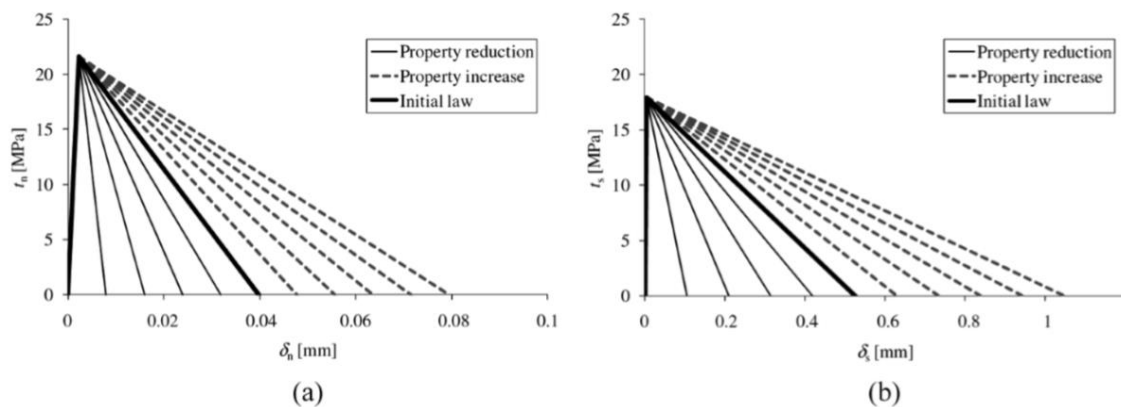 25
20
15
10
5
0
t_n [MPa]
Property reduction
Property increase
Initial law
0
0.02
0.04
0.06
0.08
0.1
δ_n [mm]
(a)
25
20
15
10
5
0
t_s [MPa]
Property reduction
Property increase
Initial law
0
0.2
0.4
0.6
0.8
1
δ_s [mm]
(b)